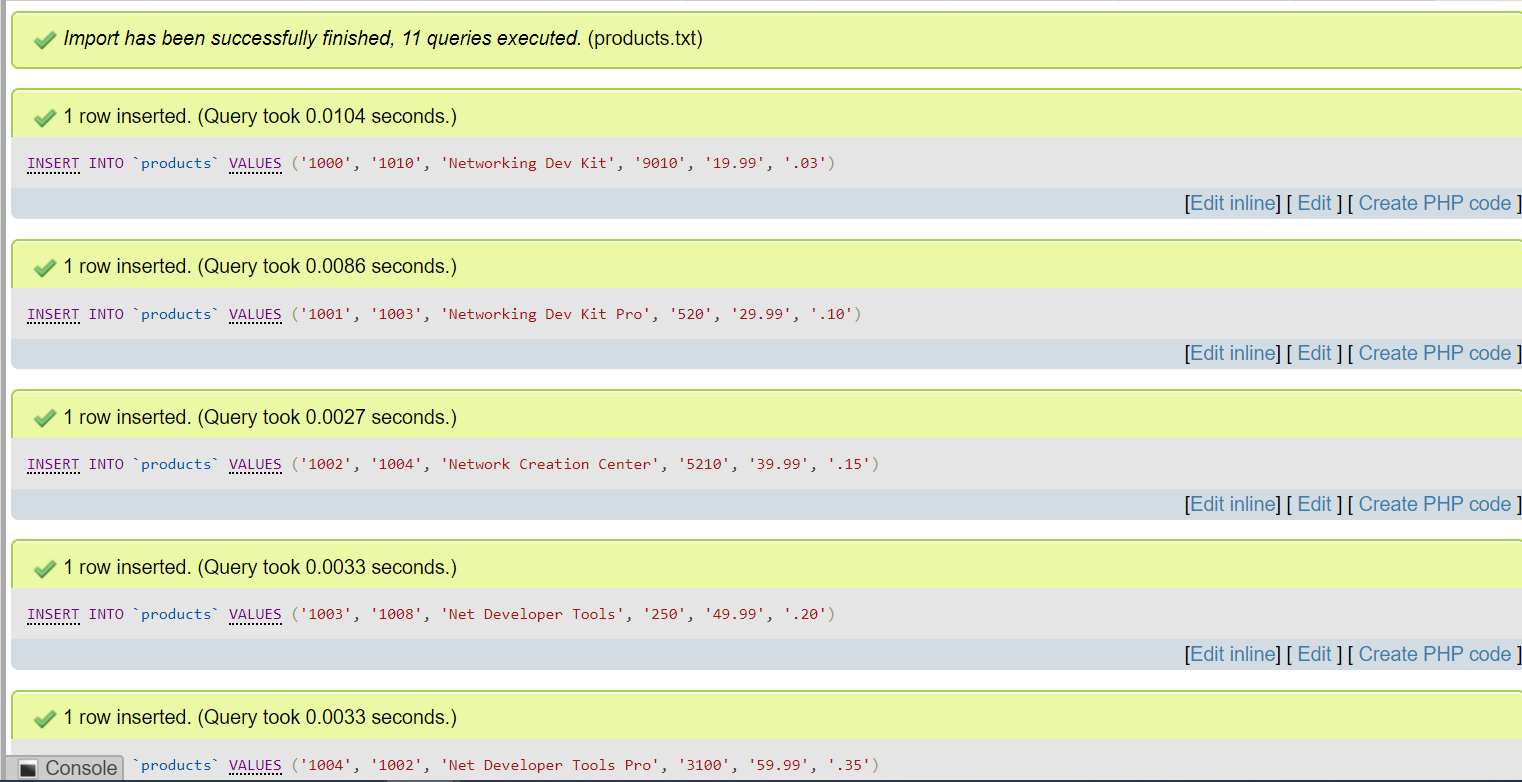 Import has been successfully finished, 11 queries executed. (products.txt)
1 row inserted. (Query took 0.0104 seconds.)
INSERT INTO `products` VALUES ('1000', '1010', 'Networking Dev Kit', '9010', '19.99', '.03')
[Edit inline] [ Edit ] [ Create PHP code ]
1 row inserted. (Query took 0.0086 seconds.)
INSERT INTO `products` VALUES ('1001', '1003', 'Networking Dev Kit Pro', '520', '29.99', '.10')
[Edit inline] [ Edit ] [ Create PHP code ]
1 row inserted. (Query took 0.0027 seconds.)
INSERT INTO `products` VALUES ('1002', '1004', 'Network Creation Center', '5210', '39.99', '.15')
[Edit inline] [ Edit ] [ Create PHP code ]
1 row inserted. (Query took 0.0033 seconds.)
INSERT INTO `products` VALUES ('1003', '1008', 'Net Developer Tools', '250', '49.99', '.20')
[Edit inline] [ Edit ] [ Create PHP code ]
1 row inserted. (Query took 0.0033 seconds.)
Console `products` VALUES ('1004', '1002', 'Net Developer Tools Pro', '3100', '59.99', '.35')